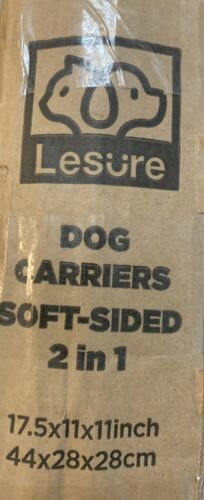 Lesure
DOG
CARRIERS
SOFT-SIDED
2 in 1
17.5x11x11inch
44x28x28cm